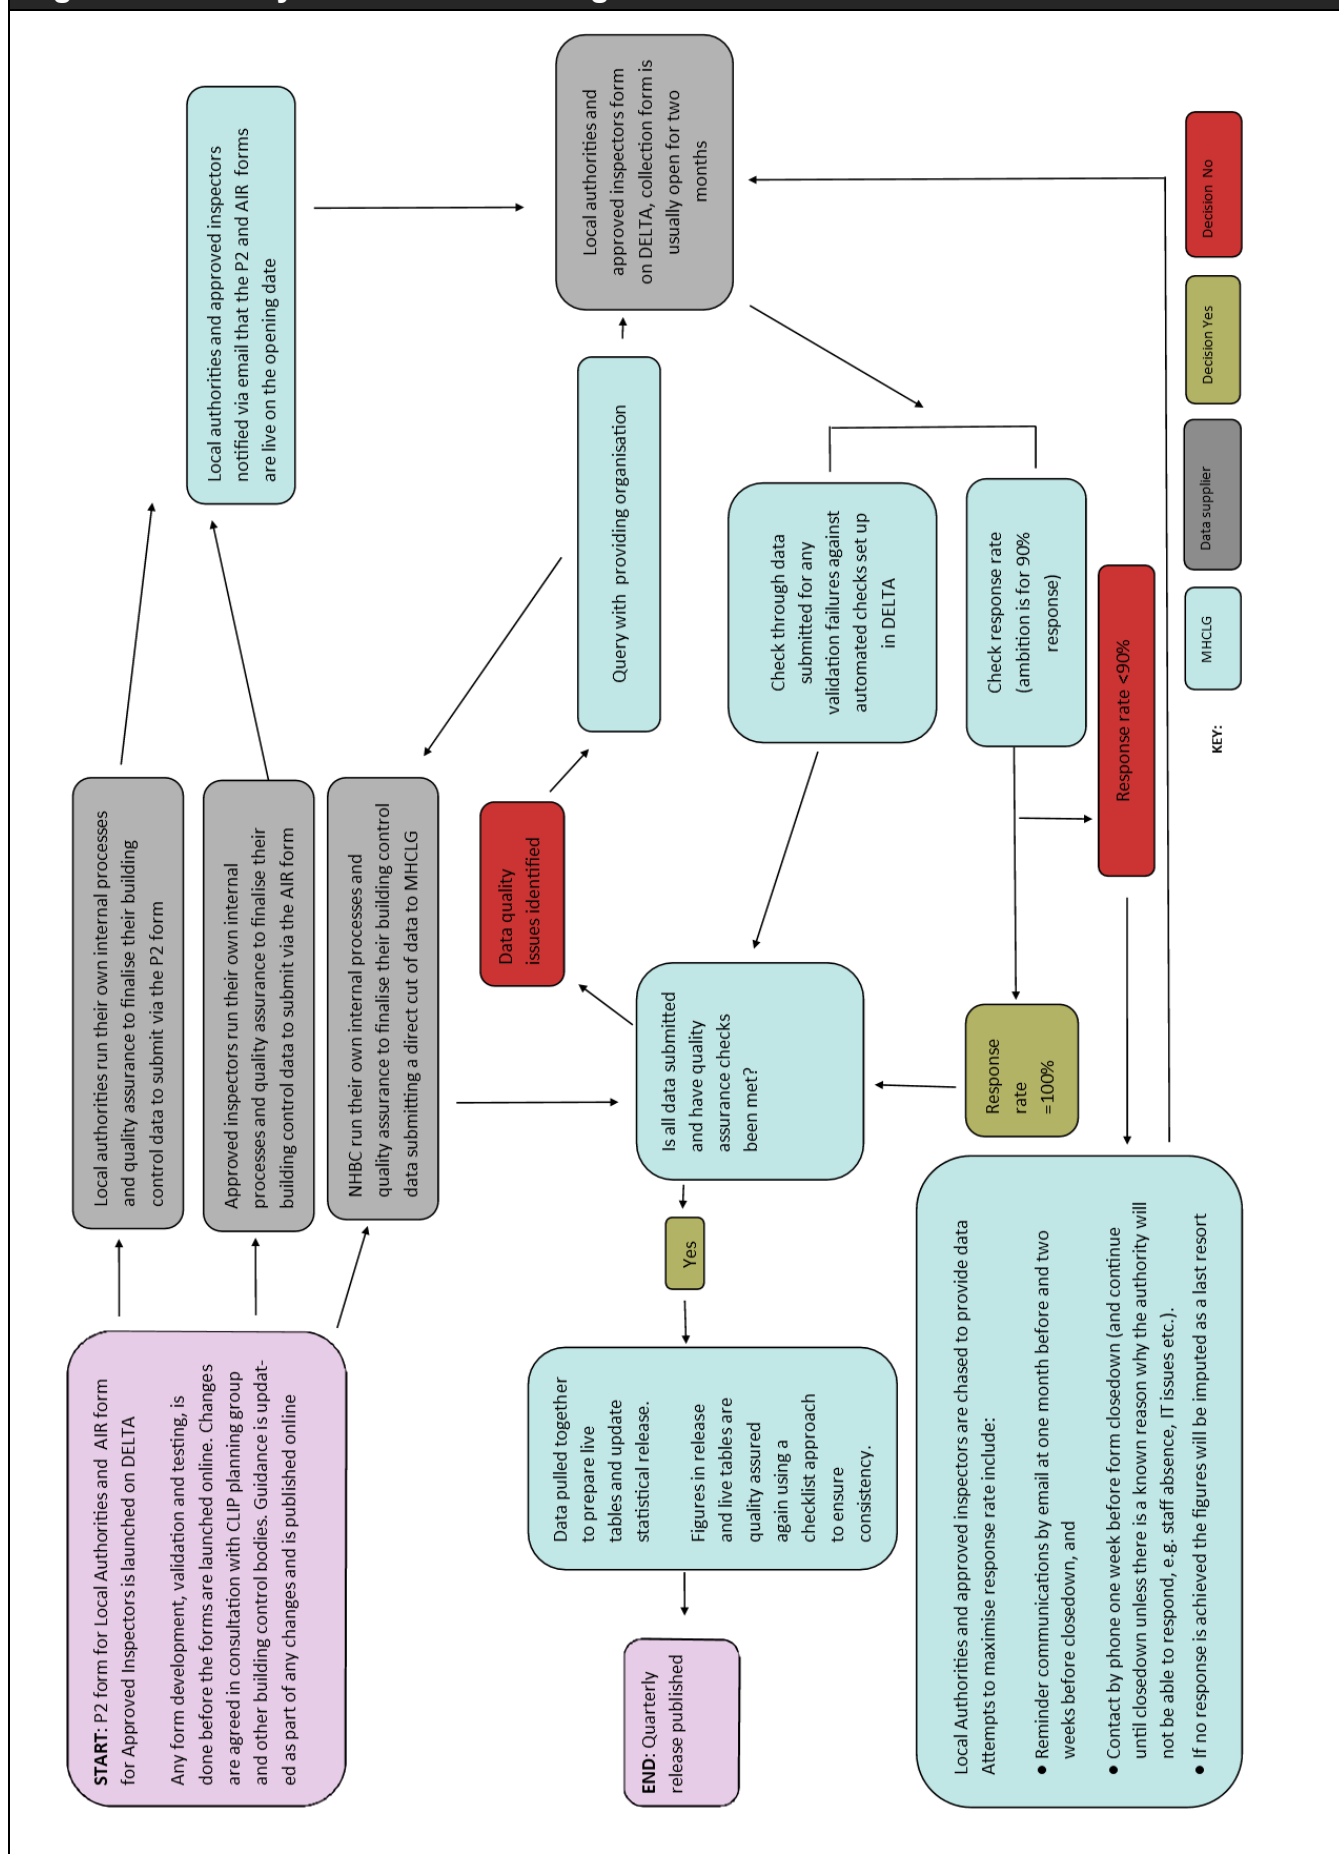 START: P2 form for Local Authorities and AIR form
for Approved Inspectors is launched on DELTA
Any form development, validation and testing, is
done before the forms are launched online. Changes
are agreed in consultation with CLIP planning group
and other building control bodies. Guidance is updat-
ed as part of any changes and is published online
Local authorities run their own internal processes
and quality assurance to finalise their building
control data to submit via the P2 form
Approved inspectors run their own internal
processes and quality assurance to finalise their
building control data to submit via the AIR form
NHBC run their own internal processes and
quality assurance to finalise their building control
data submitting a direct cut of data to MHCLG
Local authorities and approved inspectors
notified via email that the P2 and AIR forms
are live on the opening date
Local authorities and
approved inspectors form
on DELTA, collection form is
usually open for two
months
Query with providing organisation
Data quality
issues identified
Check through data
submitted for any
validation failures against
automated checks set up
in DELTA
Check response rate
(ambition is for 90%
response)
Response rate <90%
Is all data submitted
and have quality
assurance checks
been met?
Response
rate
=100%
Yes
Data pulled together
to prepare live
tables and update
statistical release.
Figures in release
and live tables are
quality assured
again using a
checklist approach
to ensure
consistency.
END: Quarterly
release published
Local Authorities and approved inspectors are chased to provide data
Attempts to maximise response rate include:
● Reminder communications by email at one month before and two
weeks before closedown, and
● Contact by phone one week before form closedown (and continue
until closedown unless there is a known reason why the authority will
not be able to respond, e.g. staff absence, IT issues etc.).
● If no response is achieved the figures will be imputed as a last resort
KEY:
MHCLG
Data supplier
Decision Yes
Decision No